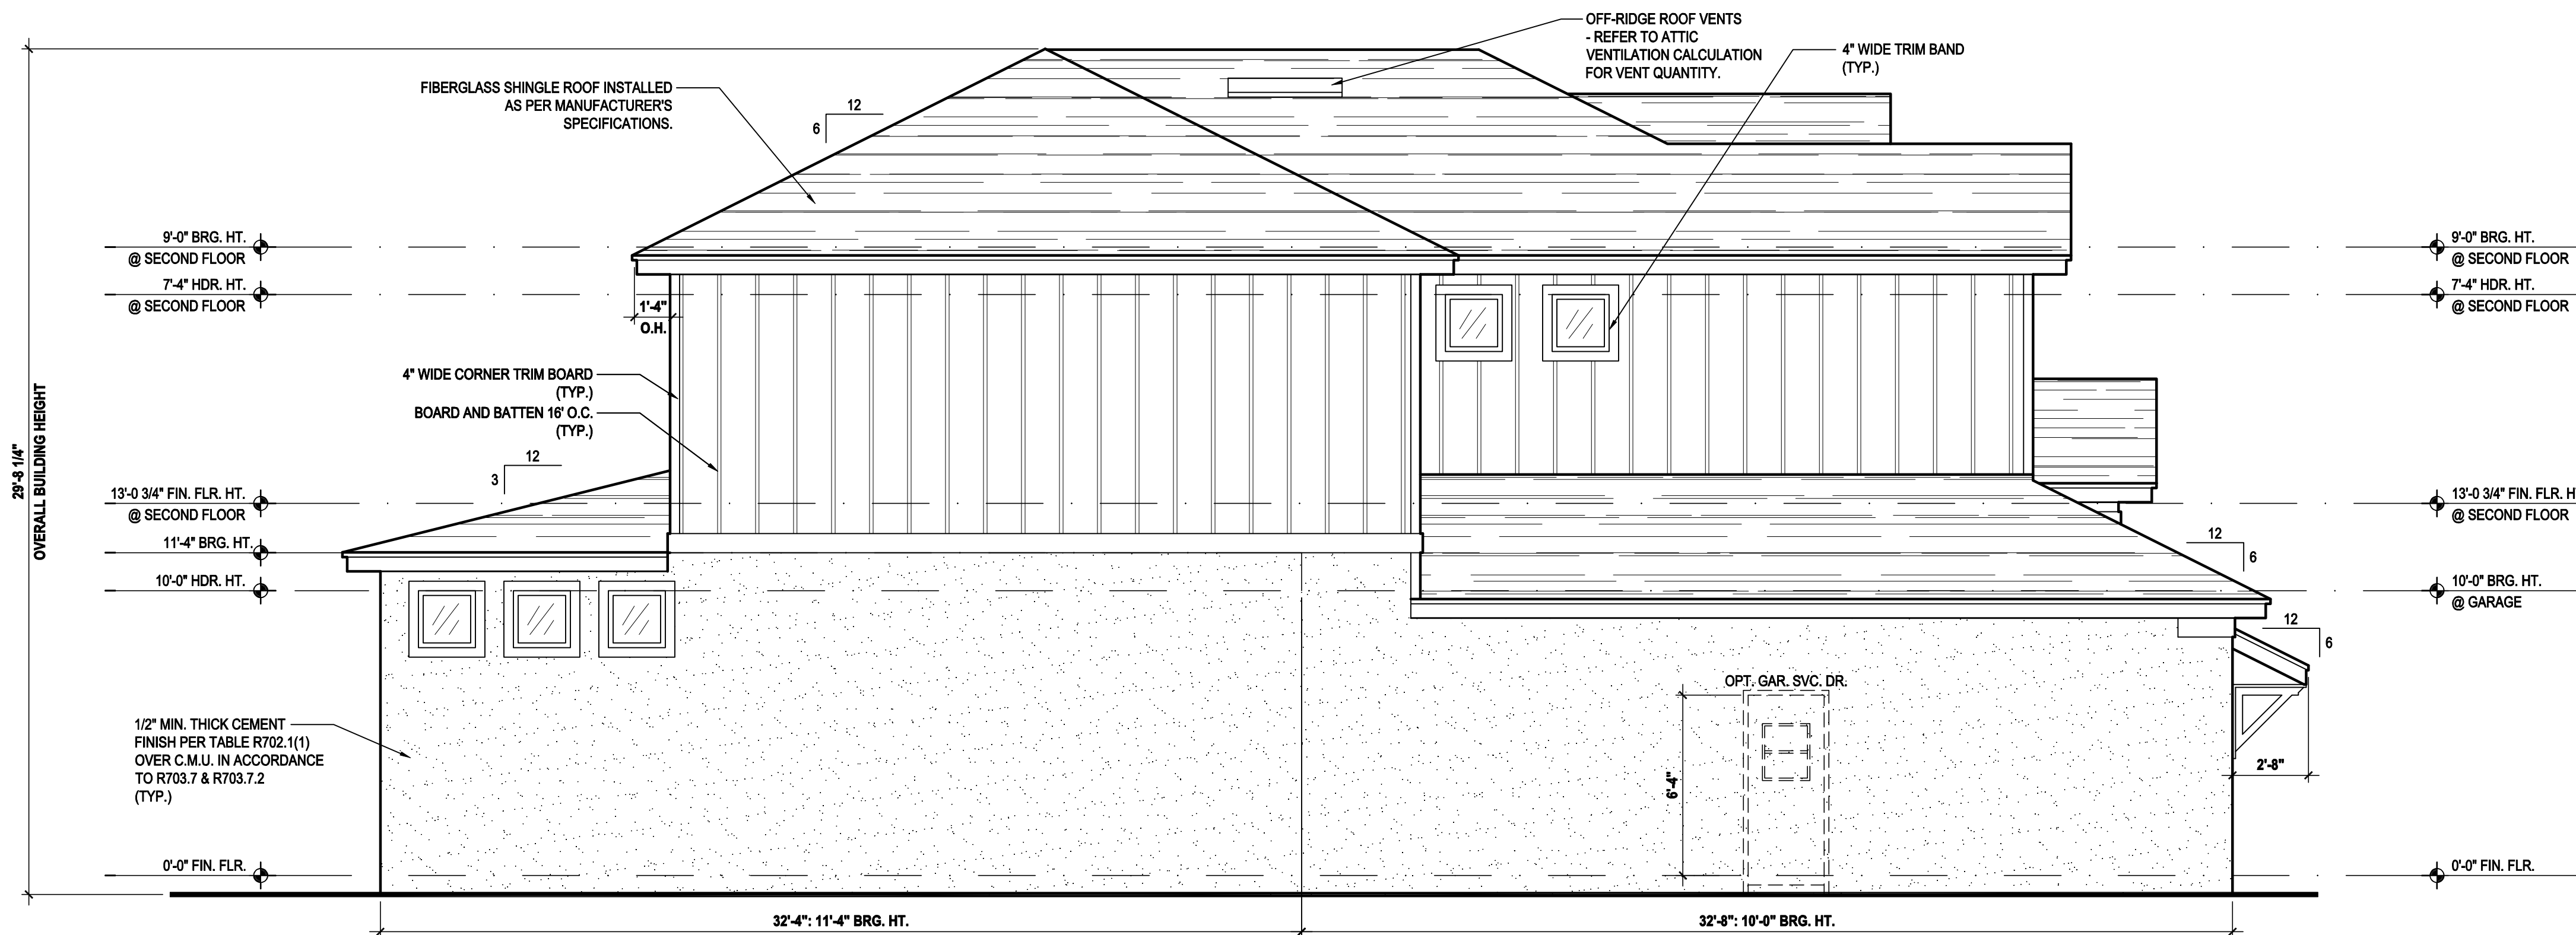 OFF-RIDGE ROOF VENTS
- REFER TO ATTIC
VENTILATION CALCULATION
FOR VENT QUANTITY.
4" WIDE TRIM BAND
(TYP.)
FIBERGLASS SHINGLE ROOF INSTALLED
AS PER MANUFACTURER'S
SPECIFICATIONS.
12
6
9'-0" BRG. HT.
@ SECOND FLOOR
7'-4" HDR. HT.
@ SECOND FLOOR
9'-0" BRG. HT.
@ SECOND FLOOR
7'-4" HDR. HT.
@ SECOND FLOOR
1'-4"
O.H.
4" WIDE CORNER TRIM BOARD
(TYP.)
BOARD AND BATTEN 16' O.C.
(TYP.)
29'-8 1/4"
OVERALL BUILDING HEIGHT
12
3
13'-0 3/4" FIN. FLR. HT.
@ SECOND FLOOR
11'-4" BRG. HT.
10'-0" HDR. HT.
13'-0 3/4" FIN. FLR. H
@ SECOND FLOOR
12
6
10'-0" BRG. HT.
@ GARAGE
12
6
OPT. GAR. SVC. DR.
6'-4"
2'-8"
1/2" MIN. THICK CEMENT
FINISH PER TABLE R702.1(1)
OVER C.M.U. IN ACCORDANCE
TO R703.7 & R703.7.2
(TYP.)
0'-0" FIN. FLR.
0'-0" FIN. FLR.
32'-4": 11'-4" BRG. HT.
32'-8": 10'-0" BRG. HT.